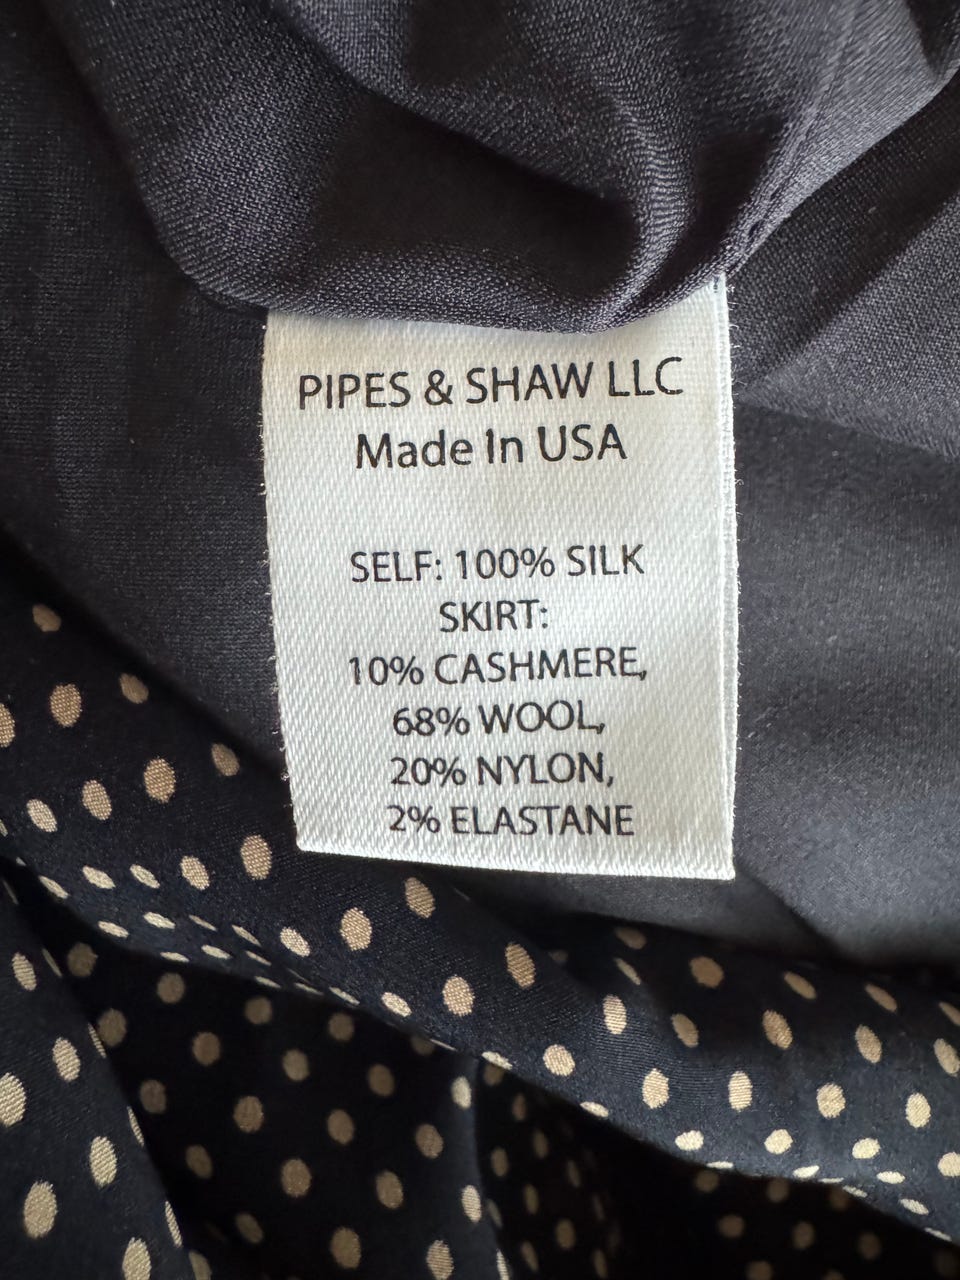 PIPES & SHAW LLC
Made In USA
SELF: 100% SILK
SKIRT:
10% CASHMERE,
68% WOOL,
20% NYLON,
2% ELASTANE